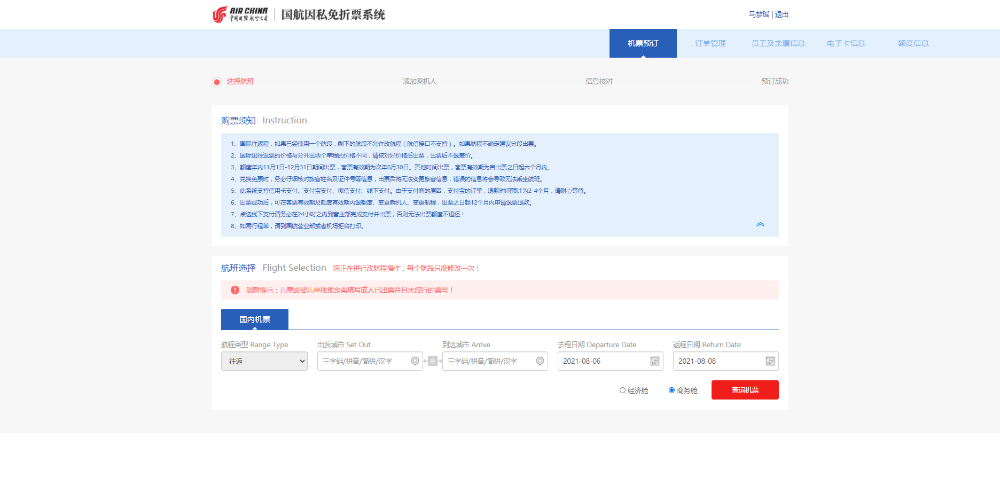 AIR CHINA
中国国际航空公司
国航因私免折票系统
马梦瑶 | 退出
机票预订 订单管理 员工及亲属信息 电子卡信息 额度信息
选择航班 添加乘机人 信息核对 预订成功
购票须知 Instruction
1、国际往返程，如果已经使用一个航段，剩下的航段不允许改航程（航信接口不支持）。如果航程不确定建议分段出票。
2、国际出往返票的价格与分开出两个单程的价格不同，请核对好价格后出票，出票后不退差价。
3、额度年内11月1日-12月31日期间出票，客票有效期为次年6月30日。其他时间出票，客票有效期为自出票之日起六个月内。
4、兑换免票时，务必仔细核对旅客姓名及证件号等信息，出票后将无法变更旅客信息，错误的信息将会导致无法乘坐航班。
5、此系统支持信用卡支付、支付宝支付、微信支付、线下支付。由于支付商的原因，支付宝的订单，退款时间预计为2-4个月，请耐心等待。
6、出票成功后，可在客票有效期及额度有效期内退额度、变更乘机人、变更航程，出票之日起12个月内申请退票退款。
7、点选线下支付请务必在24小时之内到营业部完成支付并出票，否则无法出票额度不退还！
8、如需行程单，请到国航营业部或者机场柜台打印。
航班选择 Flight Selection 您正在进行改航程操作，每个航段只能修改一次！
温馨提示：儿童或婴儿单独预定需填写成人已出票并且未旅行的票号！
国内机票
航程类型 Range Type 出发城市 Set Out 到达城市 Arrive 去程日期 Departure Date 返程日期 Return Date
往返 三字码/拼音/简拼/汉字 换 三字码/拼音/简拼/汉字 2021-08-06 2021-08-08
经济舱 商务舱 查询机票